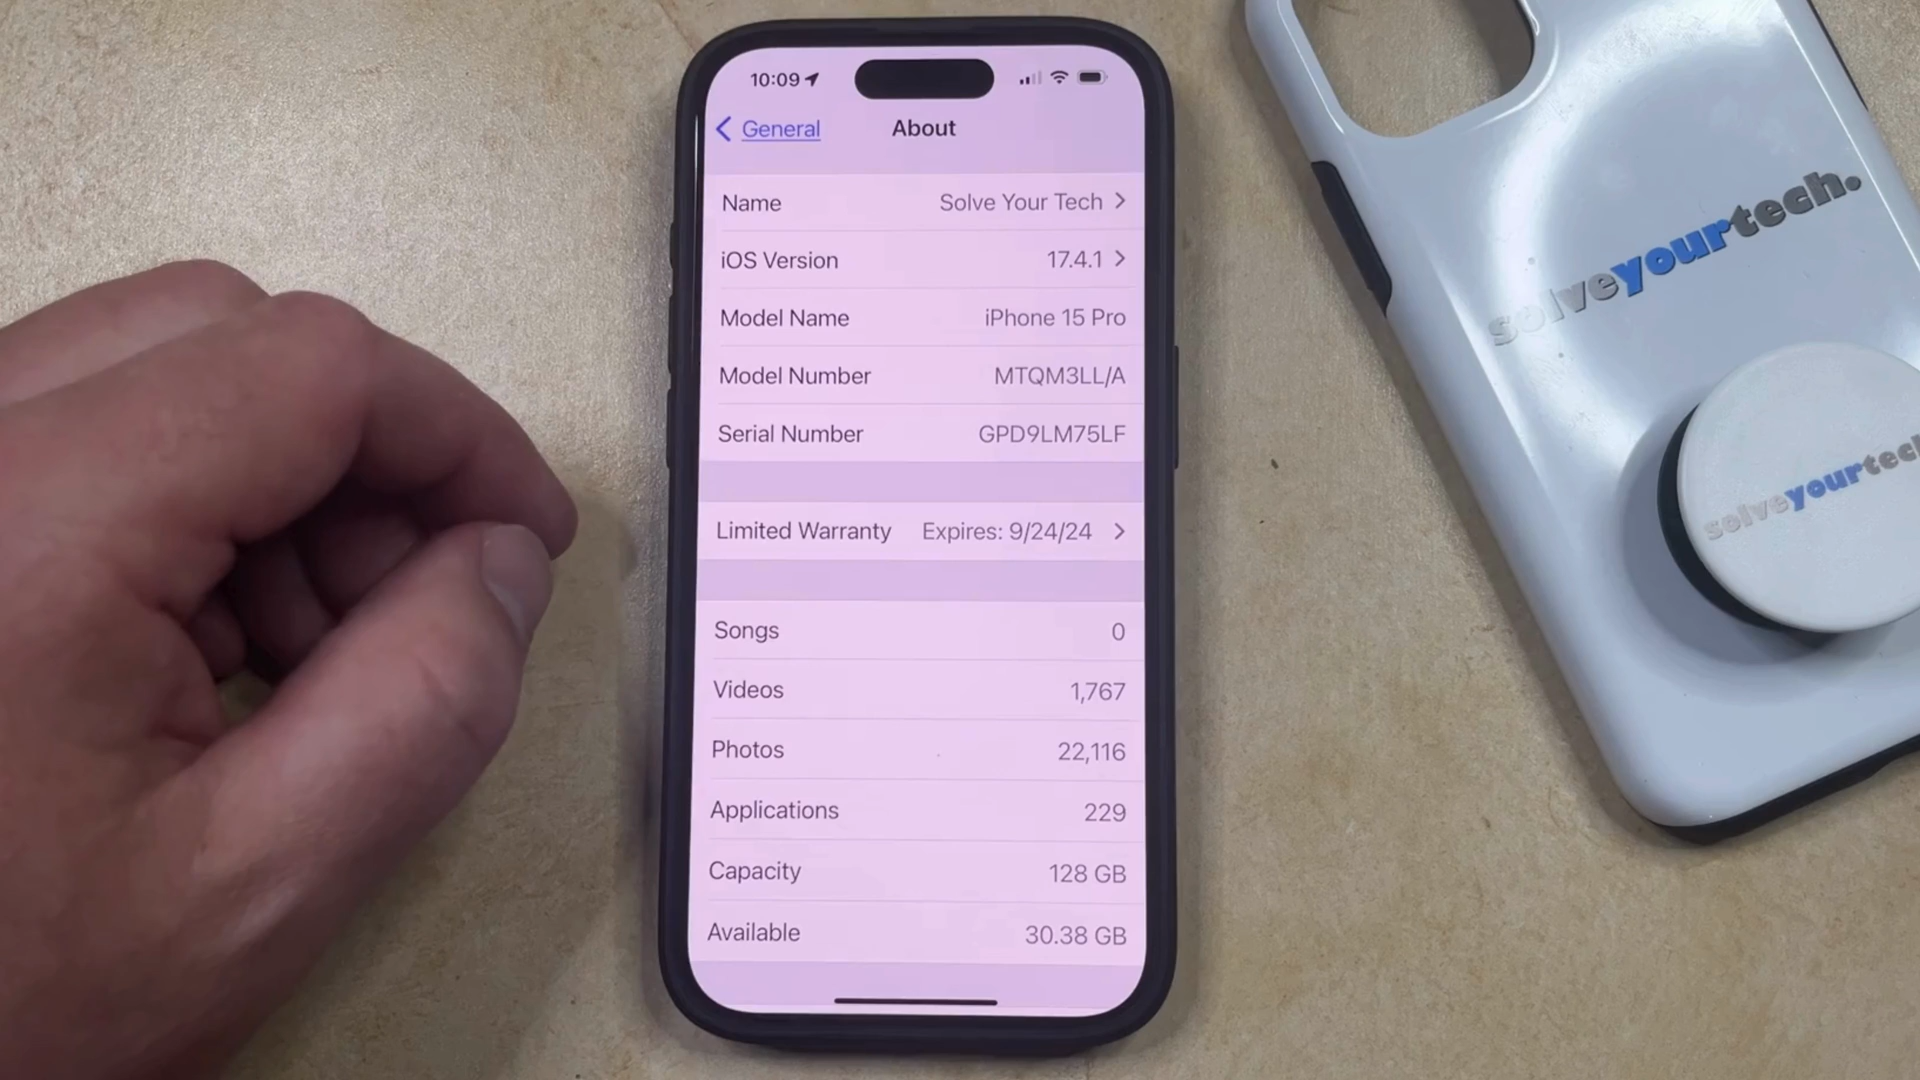 10:09
General
About
Name Solve Your Tech
iOS Version 17.4.1
Model Name iPhone 15 Pro
Model Number MTQM3LL/A
Serial Number GPD9LM75LF
Limited Warranty Expires: 9/24/24
Songs 0
Videos 1,767
Photos 22,116
Applications 229
Capacity 128 GB
Available 30.38 GB
solveyourtech.
solveyourtech